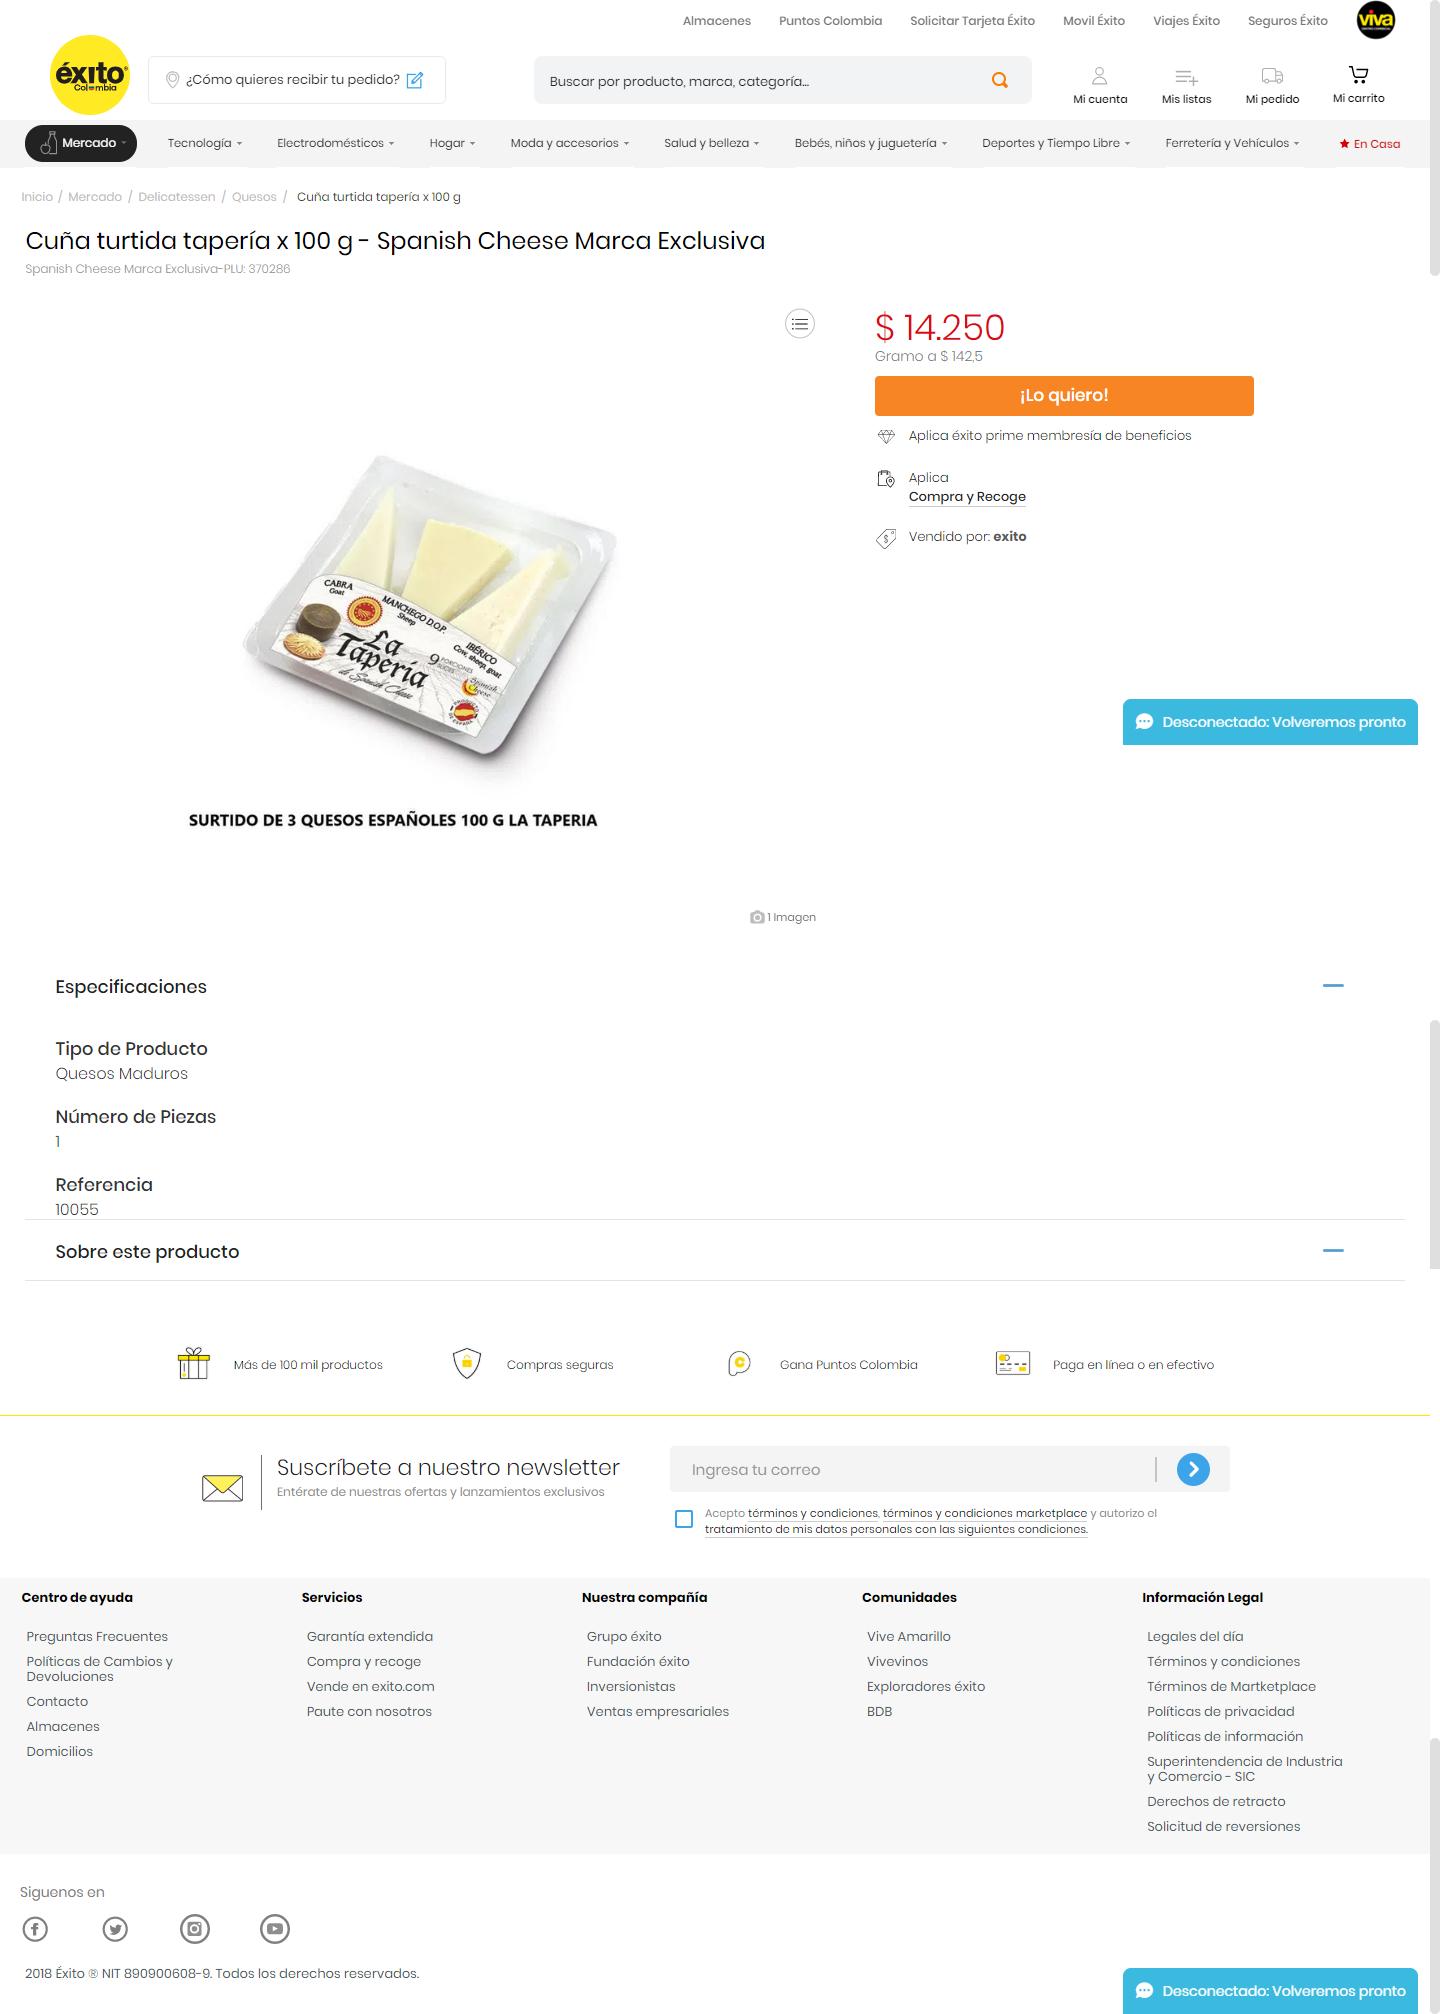 Almacenes
Puntos Colombia
Solicitar Tarjeta Éxito
Movil Éxito
Viajes Éxito
Seguros Éxito
viva
éxito
Colombia
¿Cómo quieres recibir tu pedido?
Buscar por producto, marca, categoría...
Mi cuenta
Mis listas
Mi pedido
Mi carrito
Mercado
Tecnología
Electrodomésticos
Hogar
Moda y accesorios
Salud y belleza
Bebés, niños y juguetería
Deportes y Tiempo Libre
Ferretería y Vehículos
En Casa
Inicio / Mercado / Delicatessen / Quesos / Cuña turtida tapería x 100 g
Cuña turtida tapería x 100 g - Spanish Cheese Marca Exclusiva
Spanish Cheese Marca Exclusiva-PLU: 370286
$ 14.250
Gramo a $ 142,5
¡Lo quiero!
Aplica éxito prime membresía de beneficios
Aplica
Compra y Recoge
Vendido por: exito
CABRA
Goat
MANCHEGO D.O.P.
Sheep
IBÉRICO
Cow, sheep, goat
La
Tapería
de Spanish Cheese
9 PORCIONES
SLICES
Spanish
Cheese
SURTIDO DE 3 QUESOS ESPAÑOLES 100 G LA TAPERIA
Desconectado: Volveremos pronto
1 Imagen
Especificaciones
Tipo de Producto
Quesos Maduros
Número de Piezas
1
Referencia
10055
Sobre este producto
Más de 100 mil productos
Compras seguras
Gana Puntos Colombia
Paga en línea o en efectivo
Suscríbete a nuestro newsletter
Entérate de nuestras ofertas y lanzamientos exclusivos
Ingresa tu correo
Acepto términos y condiciones, términos y condiciones marketplace y autorizo el
tratamiento de mis datos personales con las siguientes condiciones.
Centro de ayuda
Preguntas Frecuentes
Políticas de Cambios y
Devoluciones
Contacto
Almacenes
Domicilios
Servicios
Garantía extendida
Compra y recoge
Vende en exito.com
Paute con nosotros
Nuestra compañía
Grupo éxito
Fundación éxito
Inversionistas
Ventas empresariales
Comunidades
Vive Amarillo
Vivevinos
Exploradores éxito
BDB
Información Legal
Legales del día
Términos y condiciones
Términos de Martketplace
Políticas de privacidad
Políticas de información
Superintendencia de Industria
y Comercio - SIC
Derechos de retracto
Solicitud de reversiones
Siguenos en
2018 Éxito ® NIT 890900608-9. Todos los derechos reservados.
Desconectado: Volveremos pronto